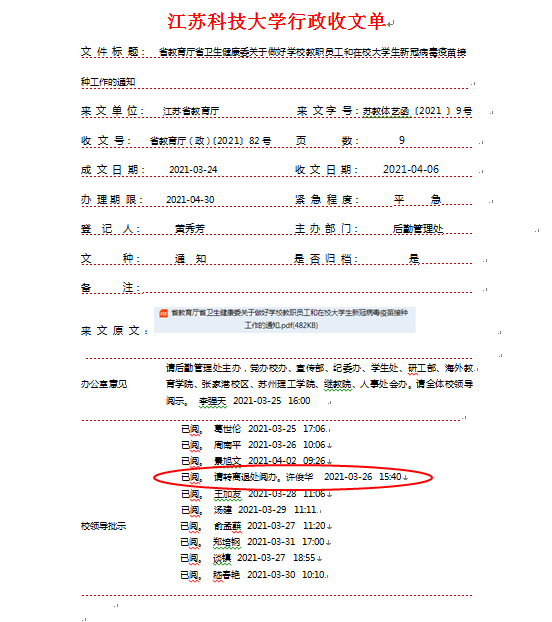 江苏科技大学行政收文单
文 件 标 题： 省教育厅省卫生健康委关于做好学校教职员工和在校大学生新冠病毒疫苗接
种工作的通知
来 文 单 位： 江苏省教育厅 来 文 字 号：苏教体艺函〔2021 〕9号
收 文 号： 省教育厅（政）〔2021〕82 号 页 数： 9
成 文 日 期： 2021-03-24 收 文 日 期： 2021-04-06
办 理 期 限： 2021-04-30 紧 急 程 度： 平 急
登 记 人： 黄秀芳 主 办 部 门： 后勤管理处
文 种： 通 知 是 否 归 档： 是
备 注：
来 文 原 文： 省教育厅省卫生健康委关于做好学校教职员工和在校大学生新冠病毒疫苗接种
工作的通知.pdf(482KB)
请后勤管理处主办，党办校办、宣传部、纪委办、学生处、研工部、海外教
办公室意见 育学院、张家港校区、苏州理工学院、继教院、人事处会办。请全体校领导
阅示。 李强天 2021-03-25 16:00
已阅。 葛世伦 2021-03-25 17:06
已阅。 周南平 2021-03-26 10:06
已阅。 景旭文 2021-04-02 09:26
已阅。 请转离退处阅办。许俊华 2021-03-26 15:40
已阅。 王加友 2021-03-28 11:06
已阅。 汤建 2021-03-29 11:11
校领导批示 已阅。 俞孟蕻 2021-03-27 11:20
已阅。 郑培钢 2021-03-31 17:00
已阅。 谈镇 2021-03-27 18:55
已阅。 嵇春艳 2021-03-30 10:10